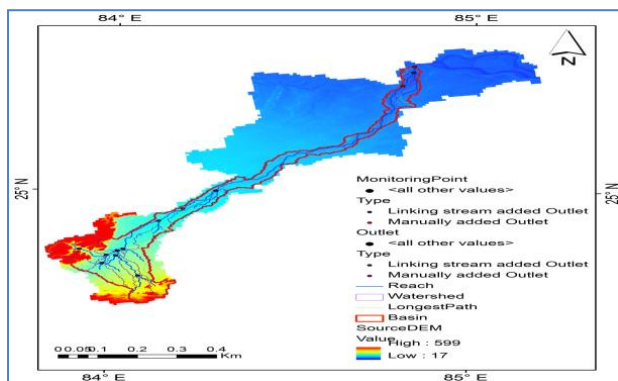 84° E
85° E
N
25° N
25° N
MonitoringPoint
<all other values>
Type
Linking stream added Outlet
Manually added Outlet
Outlet
<all other values>
Type
Linking stream added Outlet
Manually added Outlet
Reach
Watershed
LongestPath
Basin
SourceDEM
Value
High : 599
Low : 17
0 0.050.1 0.2 0.3 0.4
Km
84° E
85° E